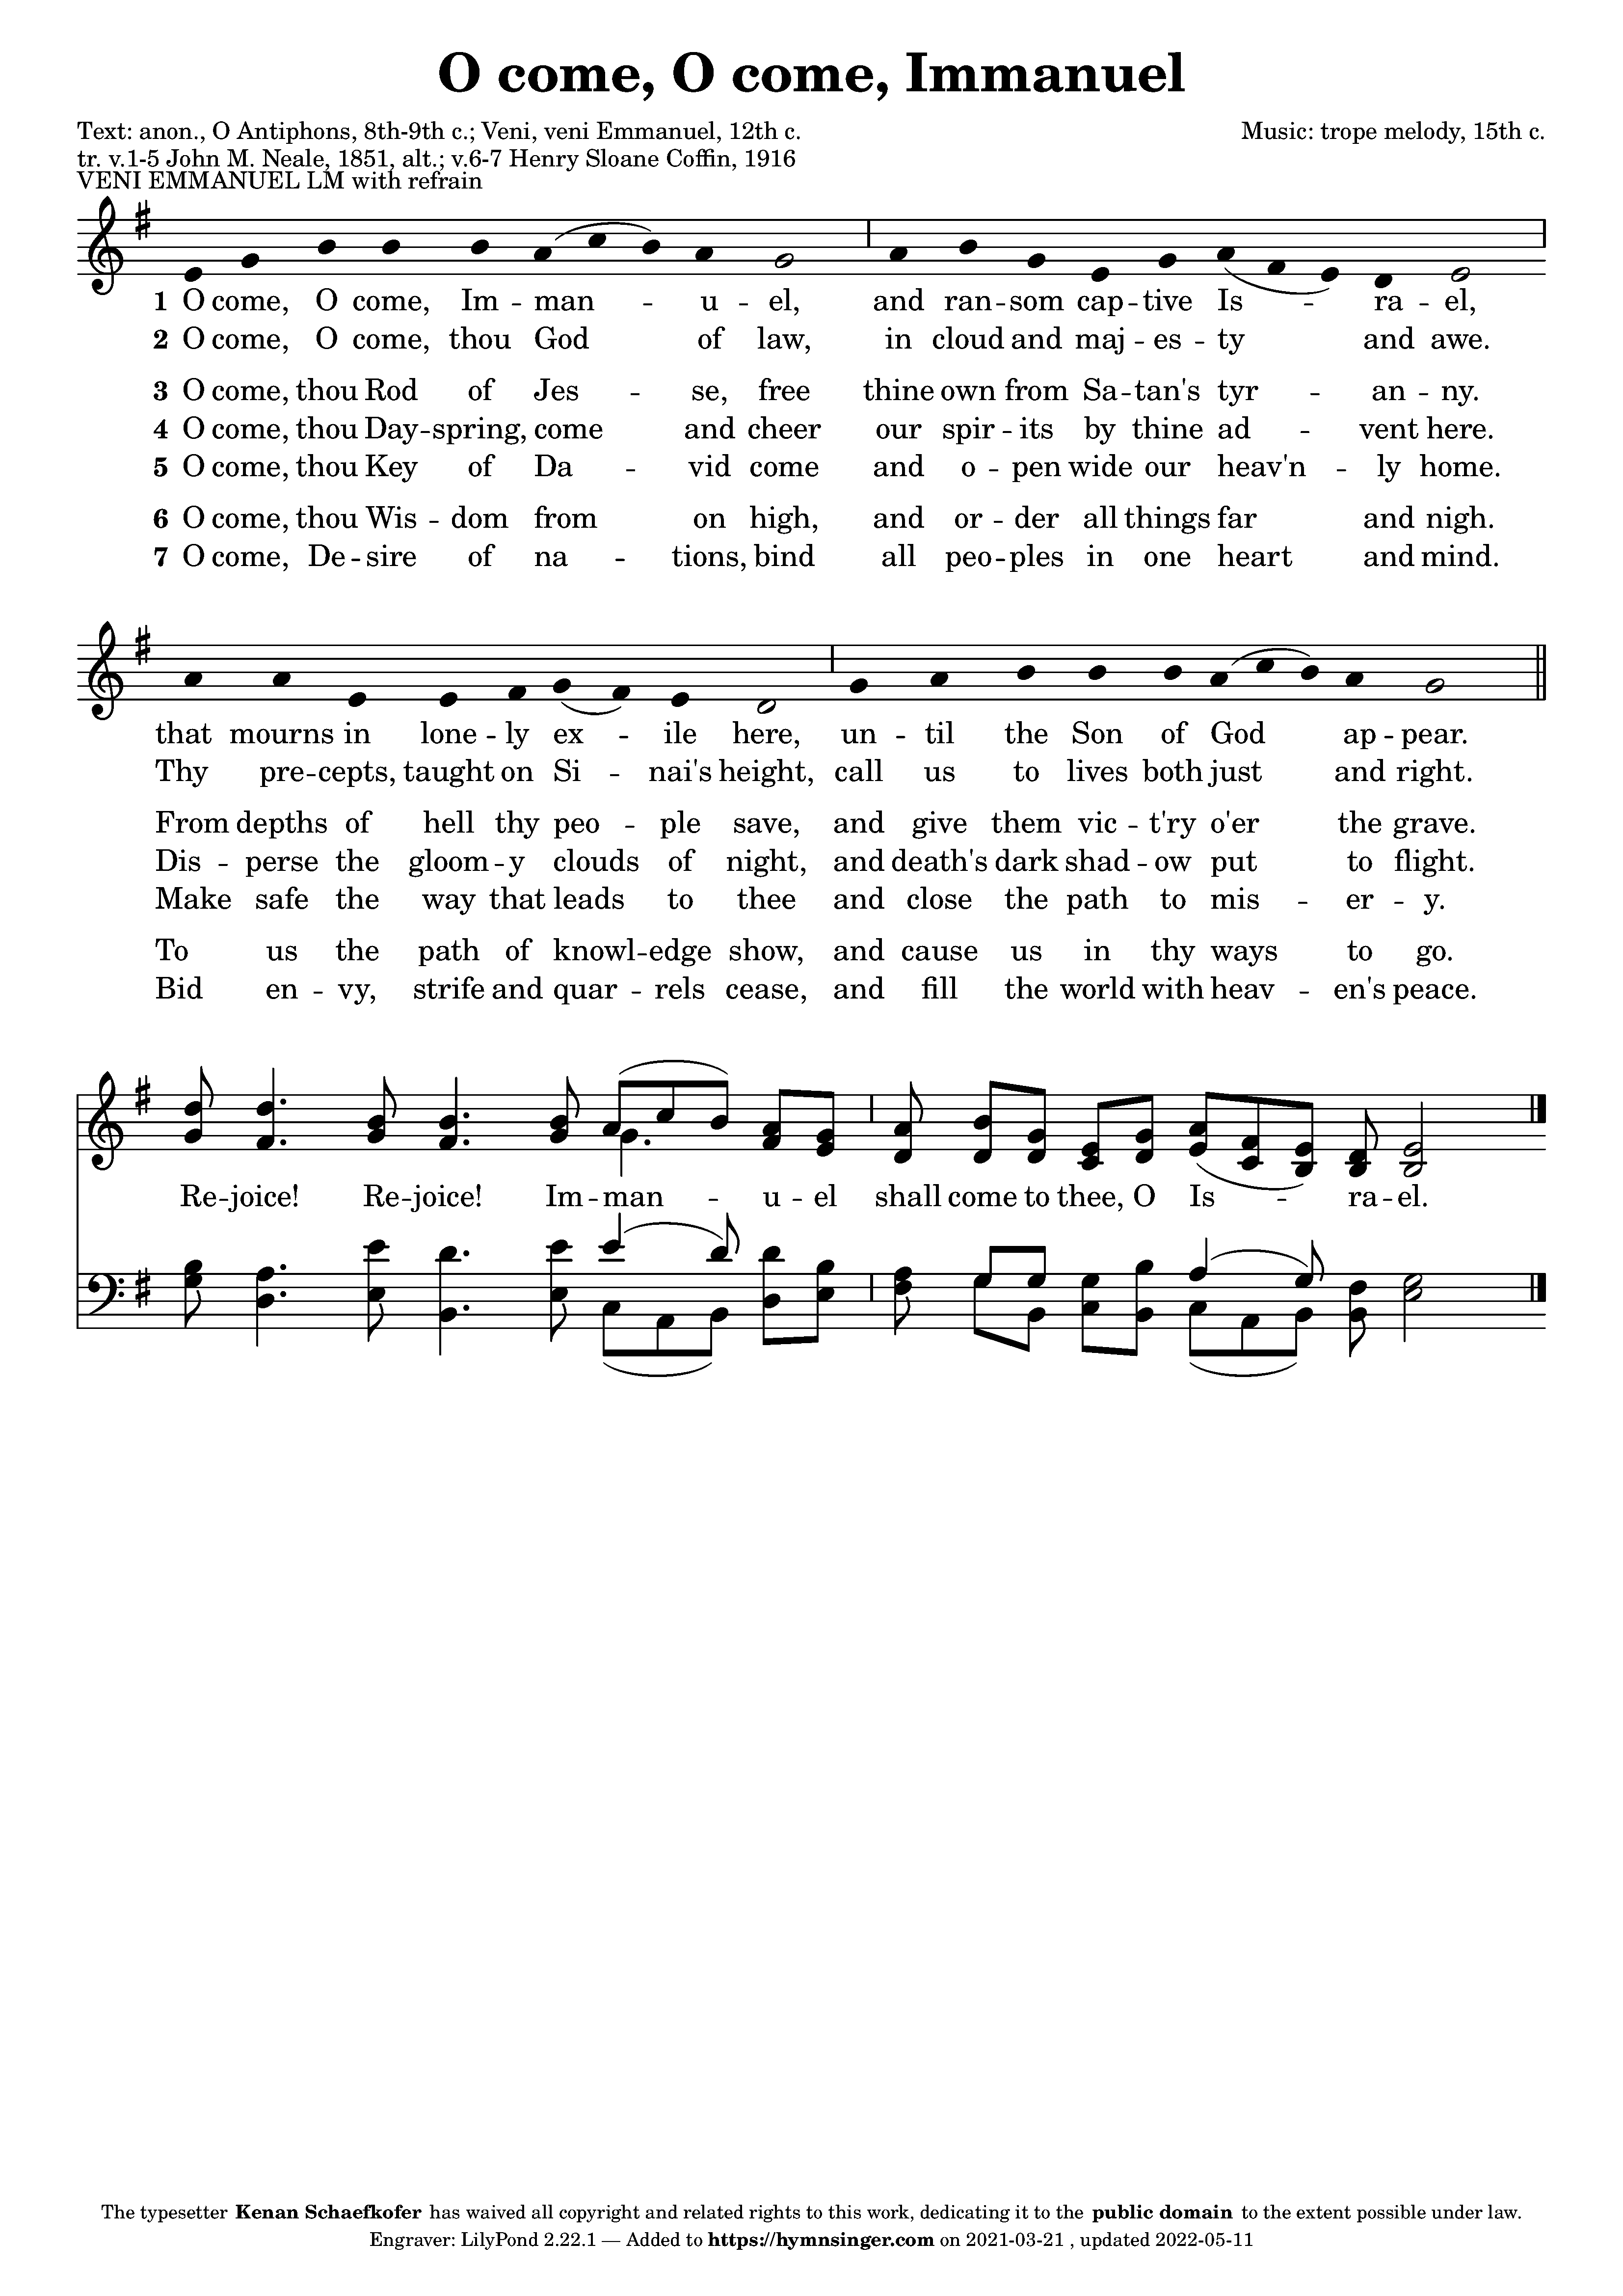 O come, O come, Immanuel
Text: anon., O Antiphons, 8th-9th c.; Veni, veni Emmanuel, 12th c. Music: trope melody, 15th c.
tr. v.1-5 John M. Neale, 1851, alt.; v.6-7 Henry Sloane Coffin, 1916
VENI EMMANUEL LM with refrain
1 O come, O come, Im -- man -- u -- el, and ran -- som cap -- tive Is -- ra -- el,
2 O come, O come, thou God of law, in cloud and maj -- es -- ty and awe.
3 O come, thou Rod of Jes -- se, free thine own from Sa -- tan's tyr -- an -- ny.
4 O come, thou Day -- spring, come and cheer our spir -- its by thine ad -- vent here.
5 O come, thou Key of Da -- vid come and o -- pen wide our heav'n -- ly home.
6 O come, thou Wis -- dom from on high, and or -- der all things far and nigh.
7 O come, De -- sire of na -- tions, bind all peo -- ples in one heart and mind.
that mourns in lone -- ly ex -- ile here, un -- til the Son of God ap -- pear.
Thy pre -- cepts, taught on Si -- nai's height, call us to lives both just and right.
From depths of hell thy peo -- ple save, and give them vic -- t'ry o'er the grave.
Dis -- perse the gloom -- y clouds of night, and death's dark shad -- ow put to flight.
Make safe the way that leads to thee and close the path to mis -- er -- y.
To us the path of knowl -- edge show, and cause us in thy ways to go.
Bid en -- vy, strife and quar -- rels cease, and fill the world with heav -- en's peace.
Re -- joice! Re -- joice! Im -- man -- u -- el shall come to thee, O Is -- ra -- el.
The typesetter Kenan Schaefkofer has waived all copyright and related rights to this work, dedicating it to the public domain to the extent possible under law.
Engraver: LilyPond 2.22.1 — Added to https://hymnsinger.com on 2021-03-21 , updated 2022-05-11